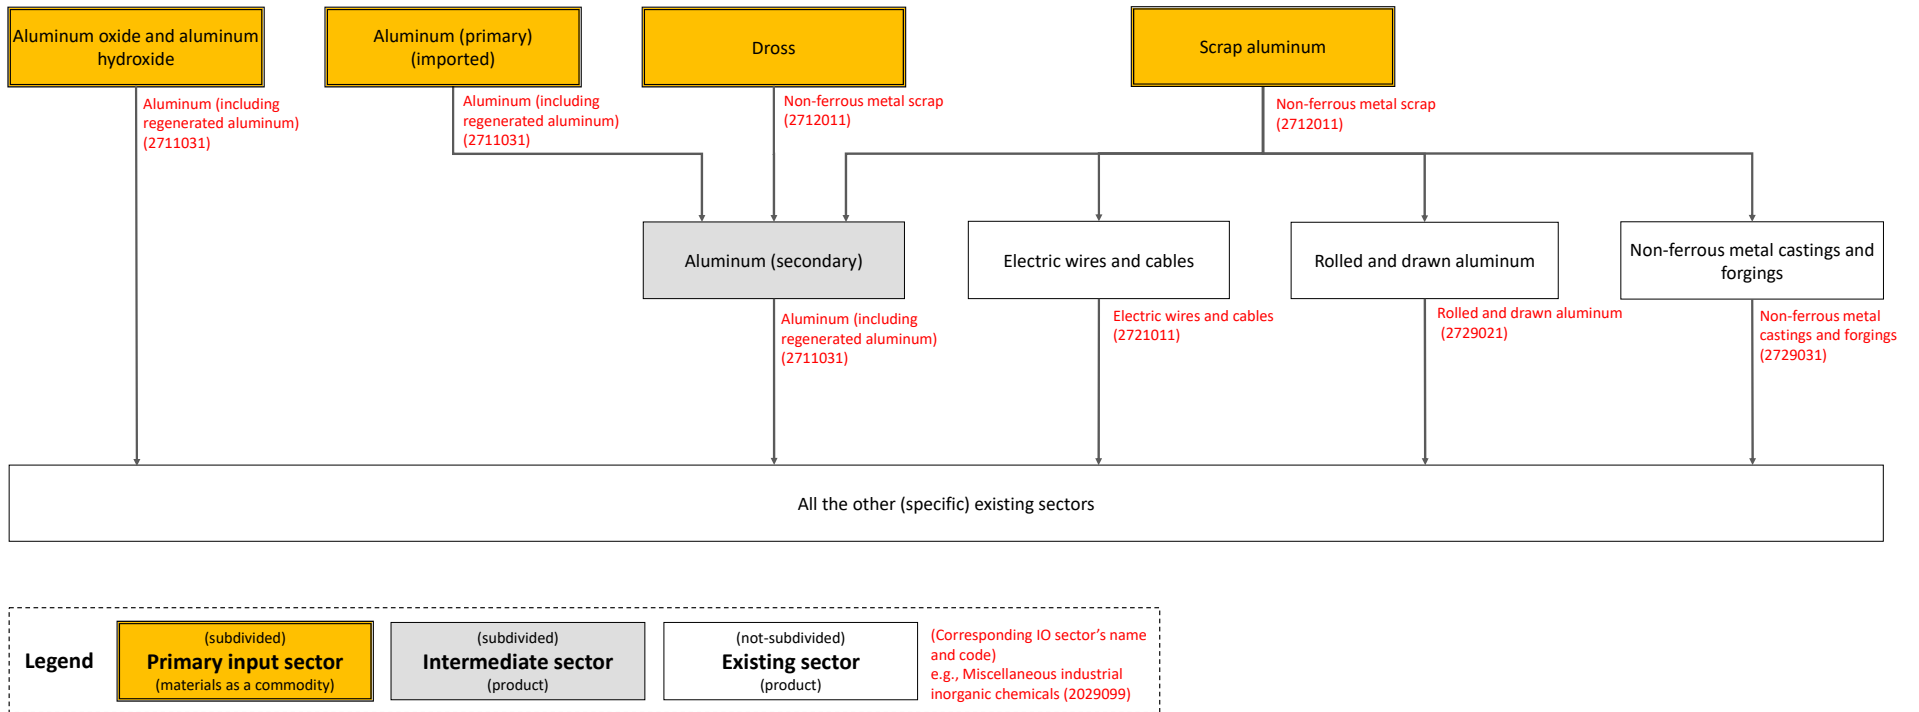 Aluminum oxide and aluminum
hydroxide
Aluminum (primary)
(imported)
Dross
Scrap aluminum
Aluminum (including
regenerated aluminum)
(2711031)
Aluminum (including
regenerated aluminum)
(2711031)
Non-ferrous metal scrap
(2712011)
Non-ferrous metal scrap
(2712011)
Aluminum (secondary)
Electric wires and cables
Rolled and drawn aluminum
Non-ferrous metal castings and
forgings
Aluminum (including
regenerated aluminum)
(2711031)
Electric wires and cables
(2721011)
Rolled and drawn aluminum
(2729021)
Non-ferrous metal
castings and forgings
(2729031)
All the other (specific) existing sectors
Legend
(subdivided)
Primary input sector
(materials as a commodity)
(subdivided)
Intermediate sector
(product)
(not-subdivided)
Existing sector
(product)
(Corresponding IO sector's name
and code)
e.g., Miscellaneous industrial
inorganic chemicals (2029099)